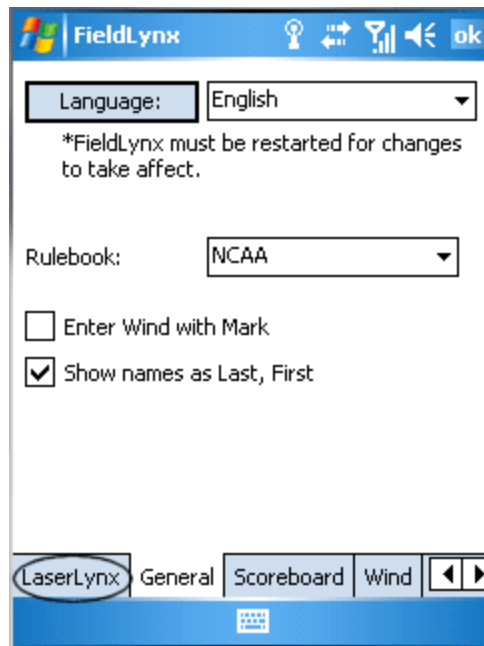 FieldLynx ok
Language: English
*FieldLynx must be restarted for changes
to take affect.
Rulebook: NCAA
Enter Wind with Mark
Show names as Last, First
LaserLynx General Scoreboard Wind